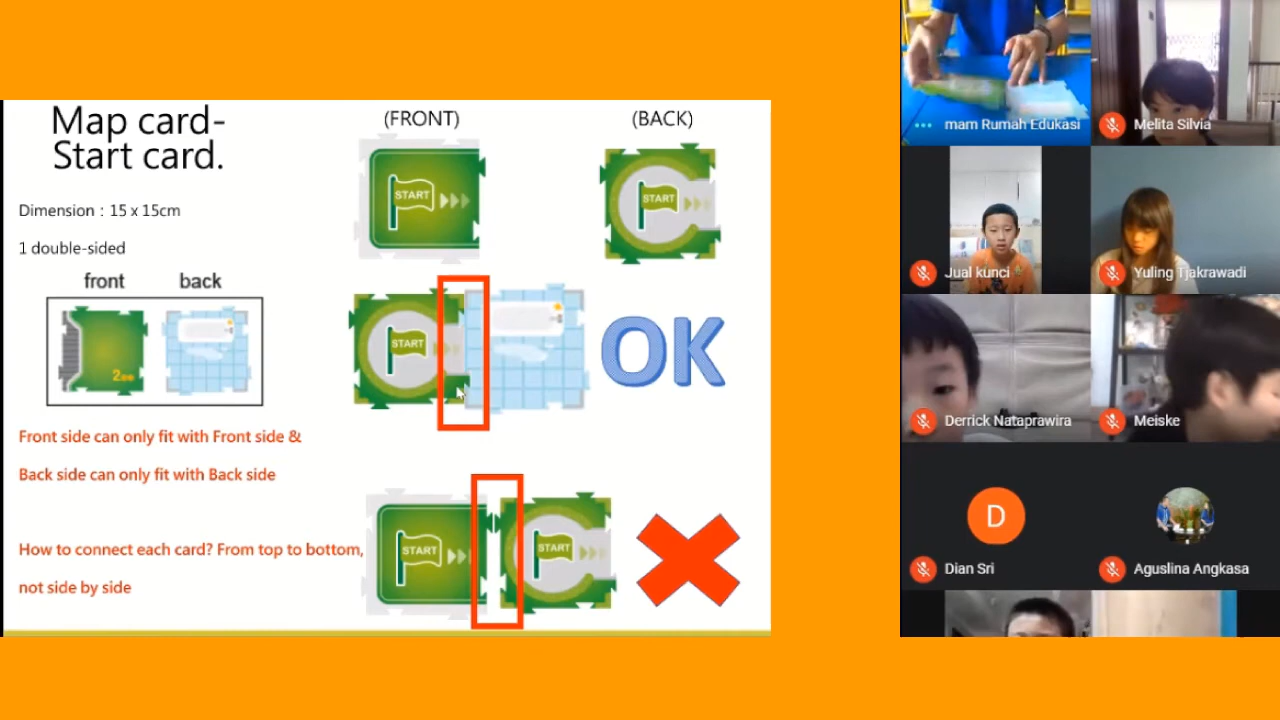 Map card-
Start card.
Dimension : 15 x 15cm
1 double-sided
front back
2
Front side can only fit with Front side &
Back side can only fit with Back side
How to connect each card? From top to bottom,
not side by side
(FRONT) (BACK)
START START
START OK
START START
mam Rumah Edukasi
Melita Silvia
Jual kunci
Yuling Tjakrawadi
Derrick Nataprawira
Meiske
D
Dian Sri
Aguslina Angkasa